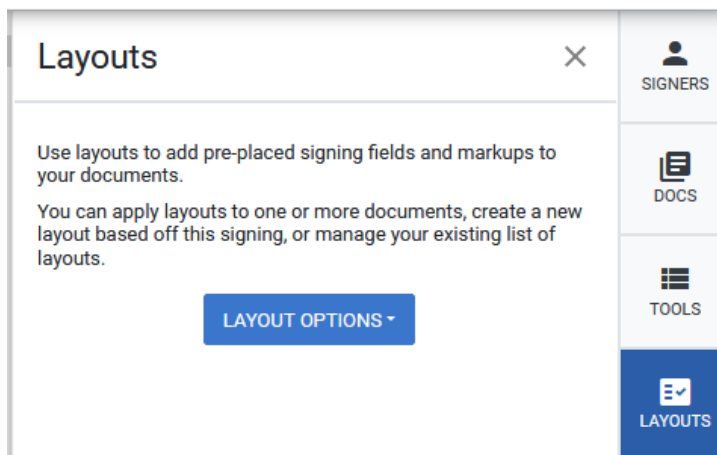 Layouts
SIGNERS
Use layouts to add pre-placed signing fields and markups to
your documents.
You can apply layouts to one or more documents, create a new
layout based off this signing, or manage your existing list of
layouts.
LAYOUT OPTIONS
DOCS
TOOLS
LAYOUTS